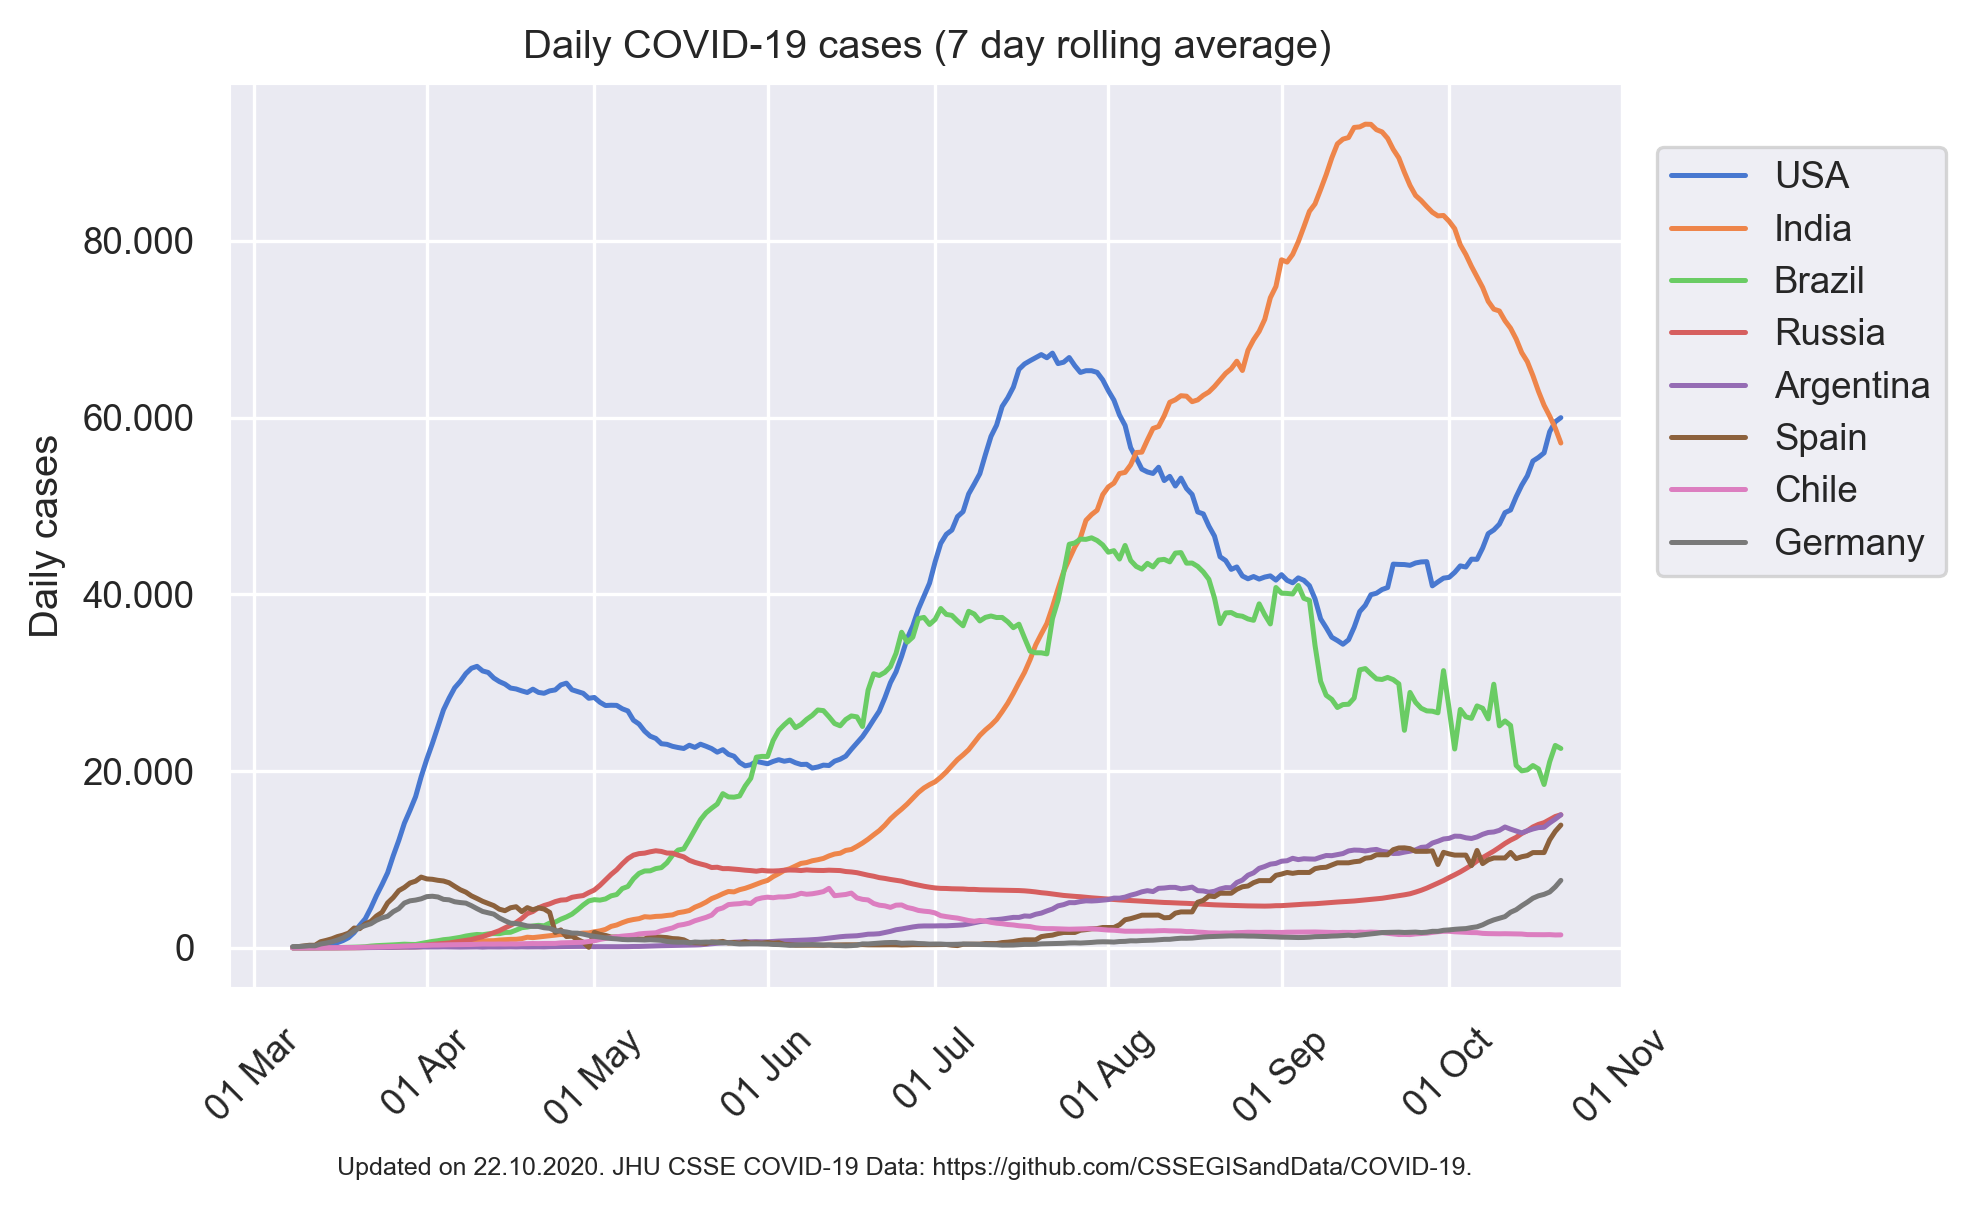 Daily COVID-19 cases (7 day rolling average)
Daily cases
80.000
60.000
40.000
20.000
0
01 Mar
01 Apr
01 May
01 Jun
01 Jul
01 Aug
01 Sep
01 Oct
01 Nov
USA
India
Brazil
Russia
Argentina
Spain
Chile
Germany
Updated on 22.10.2020. JHU CSSE COVID-19 Data: https://github.com/CSSEGISandData/COVID-19.